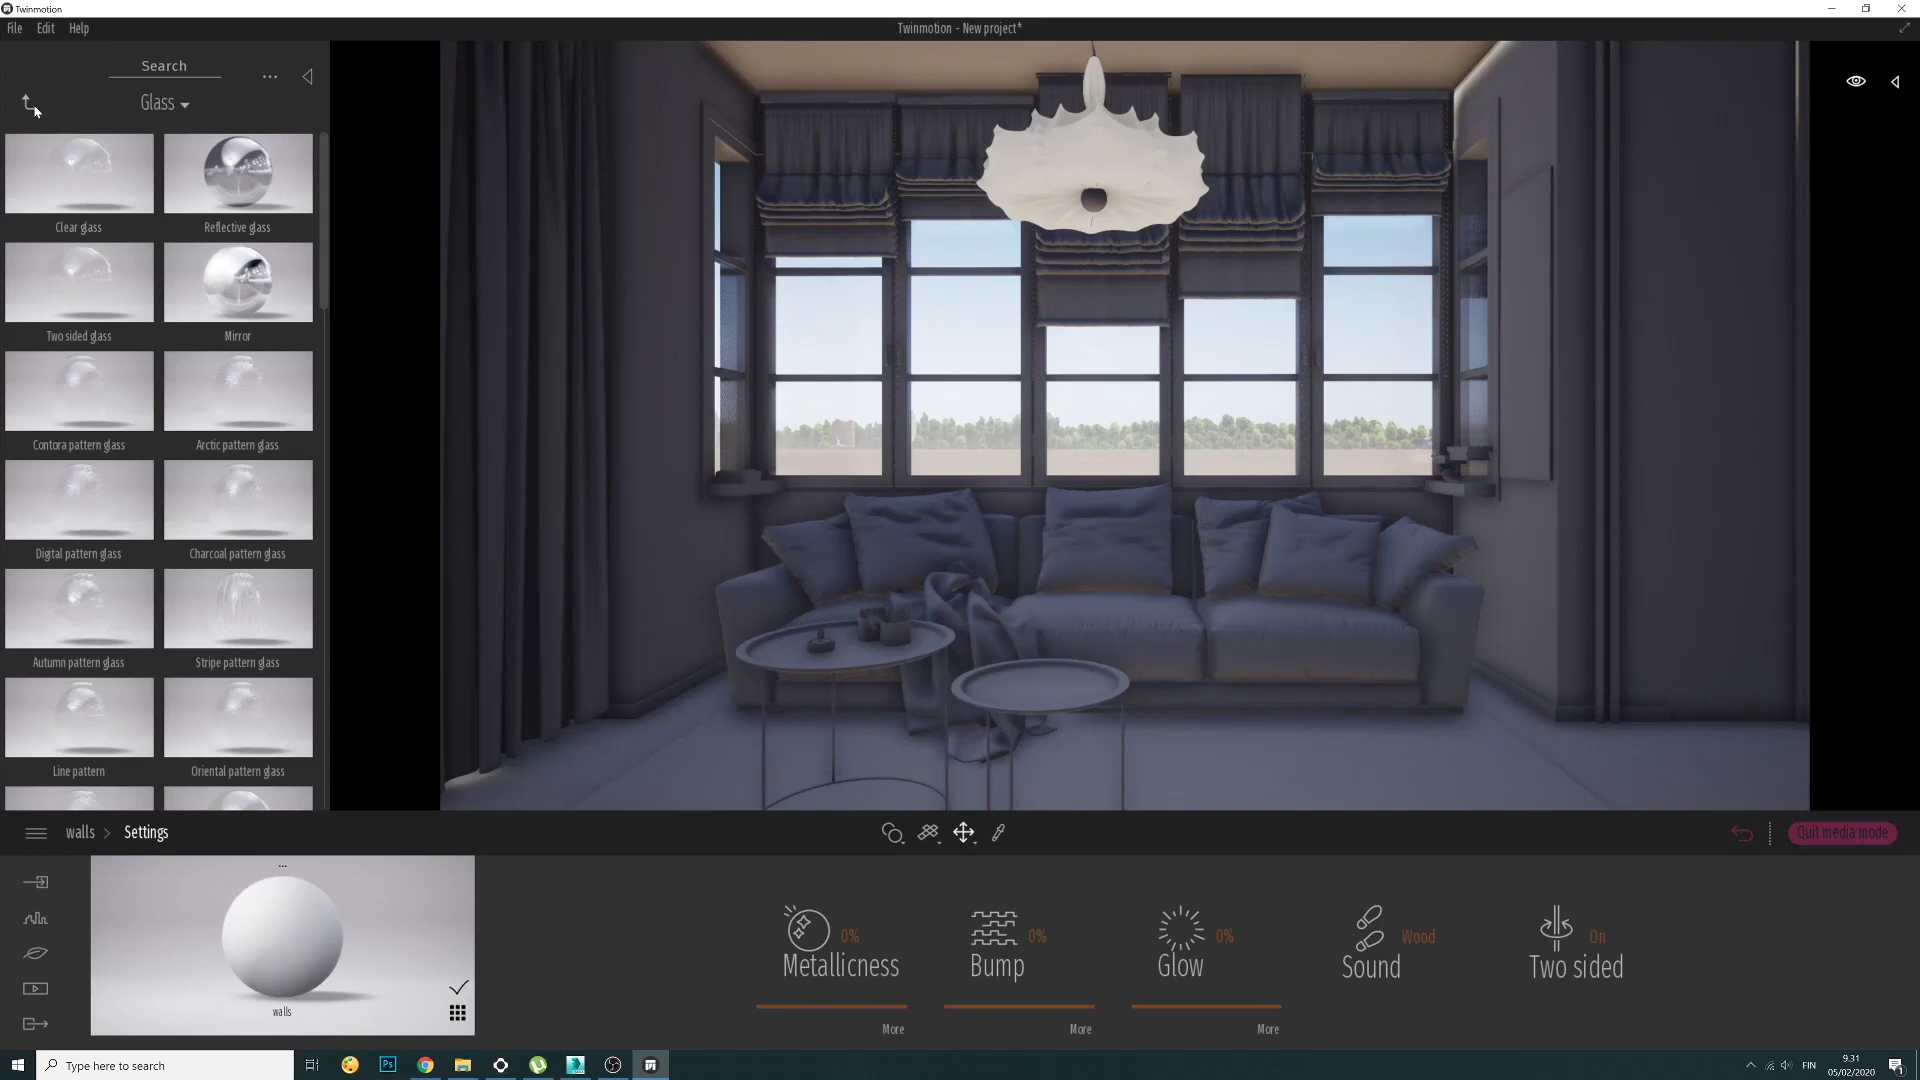 Twinmotion
File Edit Help
Twinmotion - New project*
Search
Glass
Clear glass
Reflective glass
Two sided glass
Mirror
Contora pattern glass
Arctic pattern glass
Digital pattern glass
Charcoal pattern glass
Autumn pattern glass
Stripe pattern glass
Line pattern
Oriental pattern glass
walls > Settings
Quit media mode
...
walls
0%
Metallicness
More
0%
Bump
More
0%
Glow
More
Wood
Sound
On
Two sided
Type here to search
Ps
FIN
9.31
05/02/2020
1